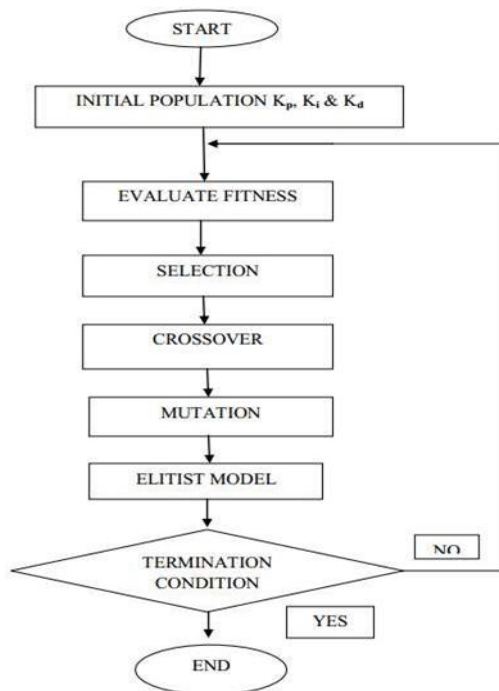 START
INITIAL POPULATION Kp, Ki & Kd
EVALUATE FITNESS
SELECTION
CROSSOVER
MUTATION
ELITIST MODEL
TERMINATION
CONDITION
NO
YES
END